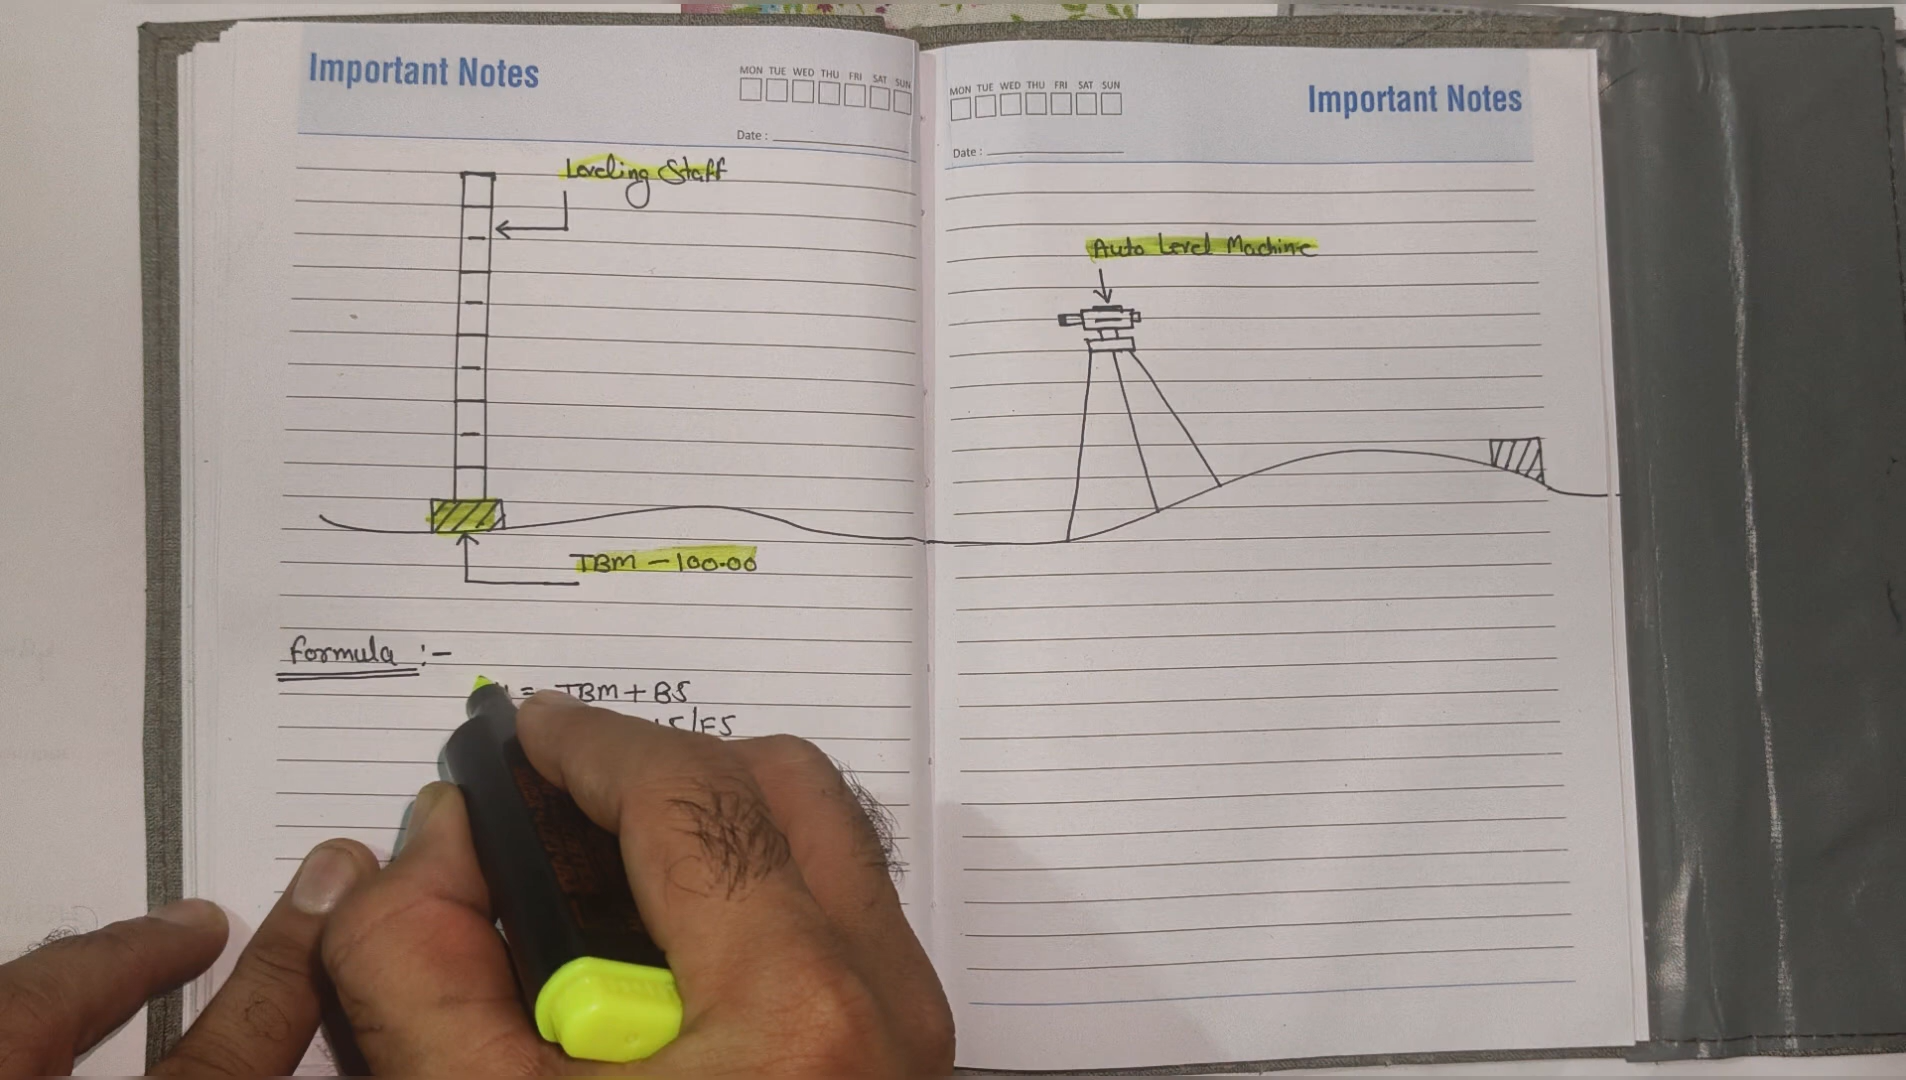 Important Notes
MON TUE WED THU FRI SAT SUN
Date :
Leveling Staff
TBM - 100.00
formula :-
= TBM + BS
/FS
MON TUE WED THU FRI SAT SUN
Important Notes
Date :
Auto Level Machine